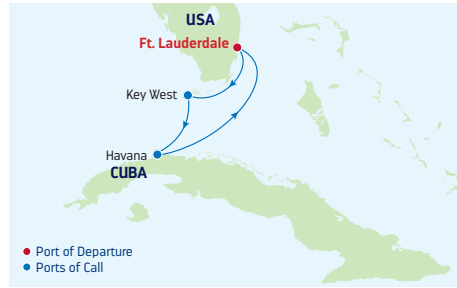 USA
Ft. Lauderdale
Key West
Havana
CUBA
Port of Departure
Ports of Call